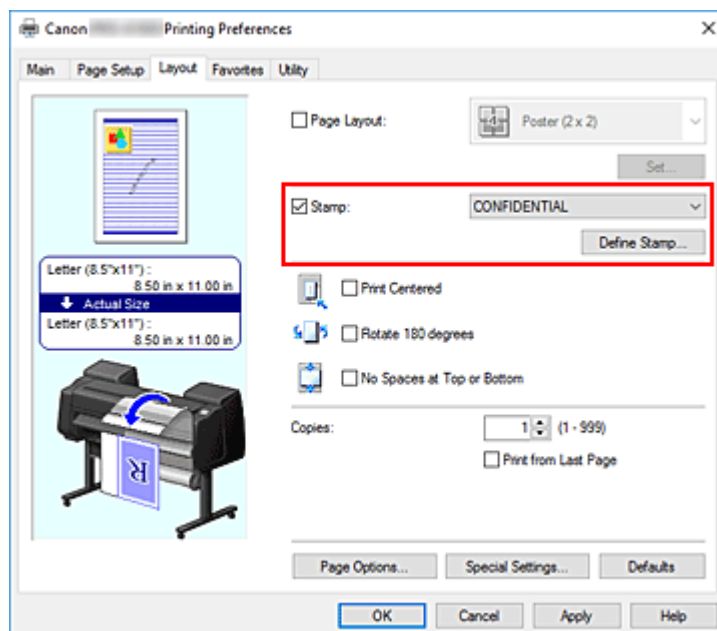 Canon Printing Preferences
Main Page Setup Layout Favorites Utility
Page Layout: Poster (2 x 2)
Set...
Stamp: CONFIDENTIAL
Define Stamp...
Letter (8.5"x11") :
8.50 in x 11.00 in
Actual Size
Letter (8.5"x11") :
8.50 in x 11.00 in
Print Centered
Rotate 180 degrees
No Spaces at Top or Bottom
Copies: 1 (1 - 999)
Print from Last Page
R
Page Options... Special Settings... Defaults
OK Cancel Apply Help